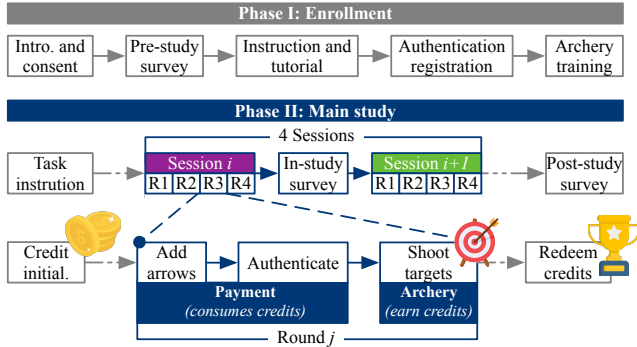 Phase I: Enrollment
Intro. and consent
Pre-study survey
Instruction and tutorial
Authentication registration
Archery training
Phase II: Main study
4 Sessions
Task instrution
Session i
R1 R2 R3 R4
In-study survey
Session i+1
R1 R2 R3 R4
Post-study survey
Credit initial.
Add arrows
Authenticate
Shoot targets
Redeem credits
Payment
(consumes credits)
Archery
(earn credits)
Round j